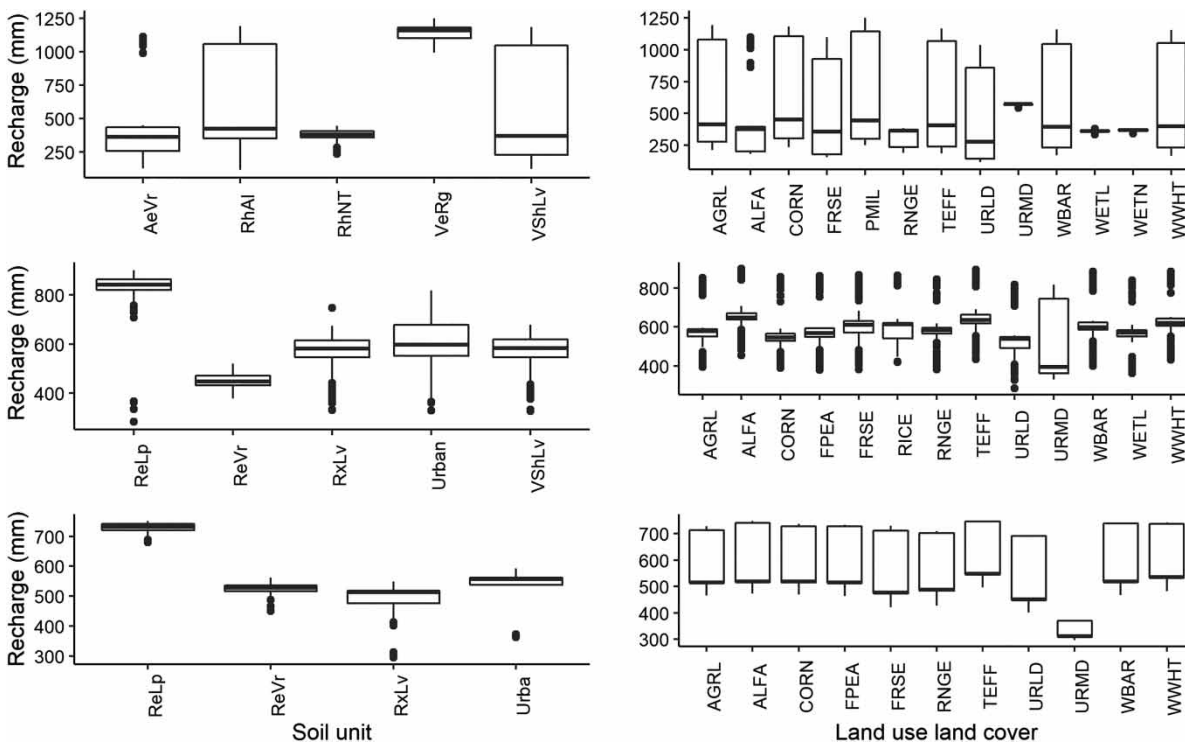 Recharge (mm)
1250
1000
500
250
AeVr
RhAl
RhNT
VeRg
VShLv
1250
1000
500
250
AGRL
ALFA
CORN
FRSE
PMIL
RNGE
TEFF
URLD
URMD
WBAR
WETL
WETN
WWHT
Recharge (mm)
800
600
400
ReLp
ReVr
RxLv
Urban
VShLv
800
600
400
AGRL
ALFA
CORN
FPEA
FRSE
RICE
RNGE
TEFF
URLD
URMD
WBAR
WETL
WWHT
Recharge (mm)
700
600
500
400
300
ReLp
ReVr
RxLv
Urba
Soil unit
700
600
500
400
300
AGRL
ALFA
CORN
FPEA
FRSE
RNGE
TEFF
URLD
URMD
WBAR
WWHT
Land use land cover